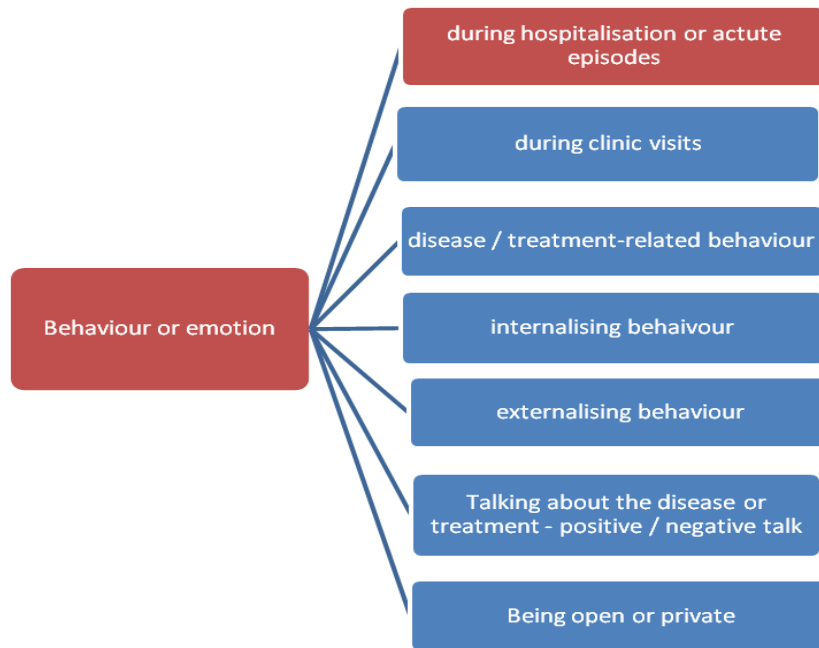 during hospitalisation or actute
episodes
during clinic visits
disease / treatment-related behaviour
Behaviour or emotion
internalising behaivour
externalising behaviour
Talking about the disease or
treatment - positive / negative talk
Being open or private